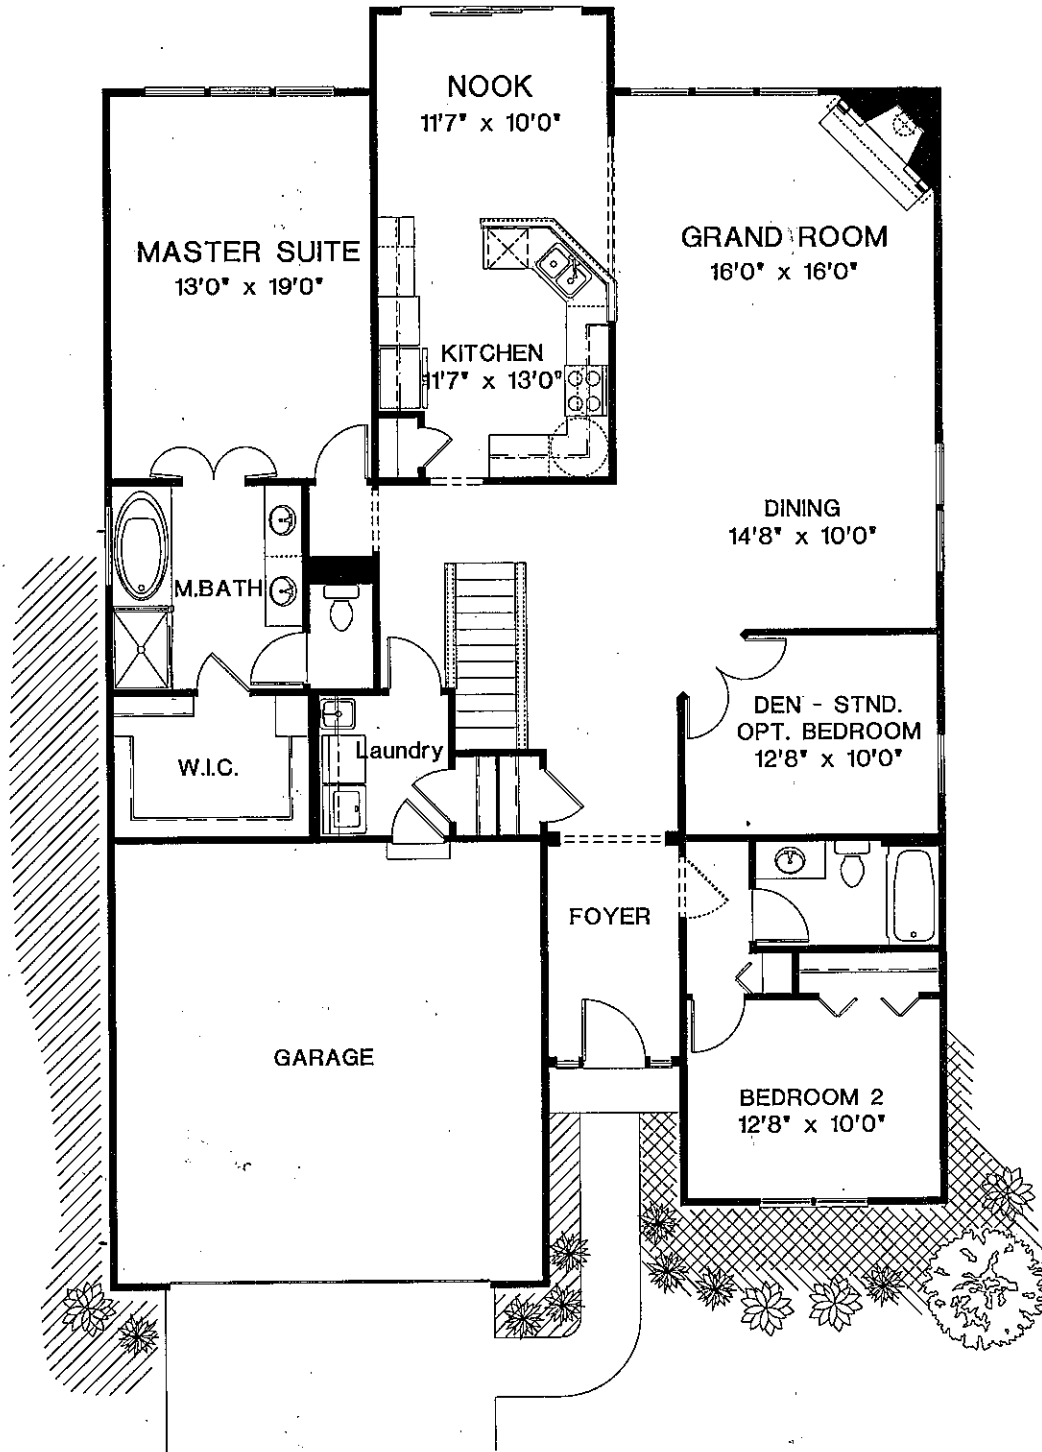 NOOK
11'7" x 10'0"
MASTER SUITE
13'0" x 19'0"
GRAND ROOM
16'0" x 16'0"
KITCHEN
11'7" x 13'0"
DINING
14'8" x 10'0"
M.BATH
DEN - STND.
OPT. BEDROOM
12'8" x 10'0"
Laundry
W.I.C.
FOYER
GARAGE
BEDROOM 2
12'8" x 10'0"